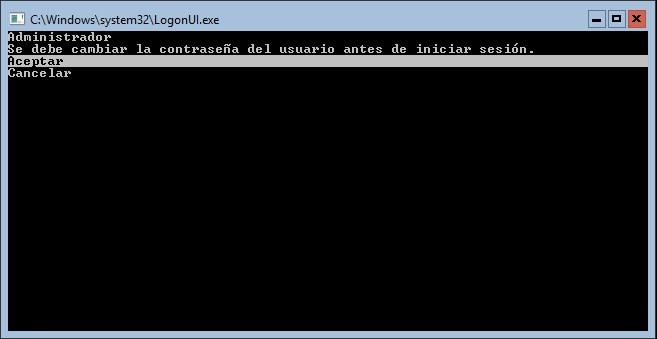 C:\Windows\system32\LogonUI.exe
Administrador
Se debe cambiar la contraseña del usuario antes de iniciar sesión.
Aceptar
Cancelar